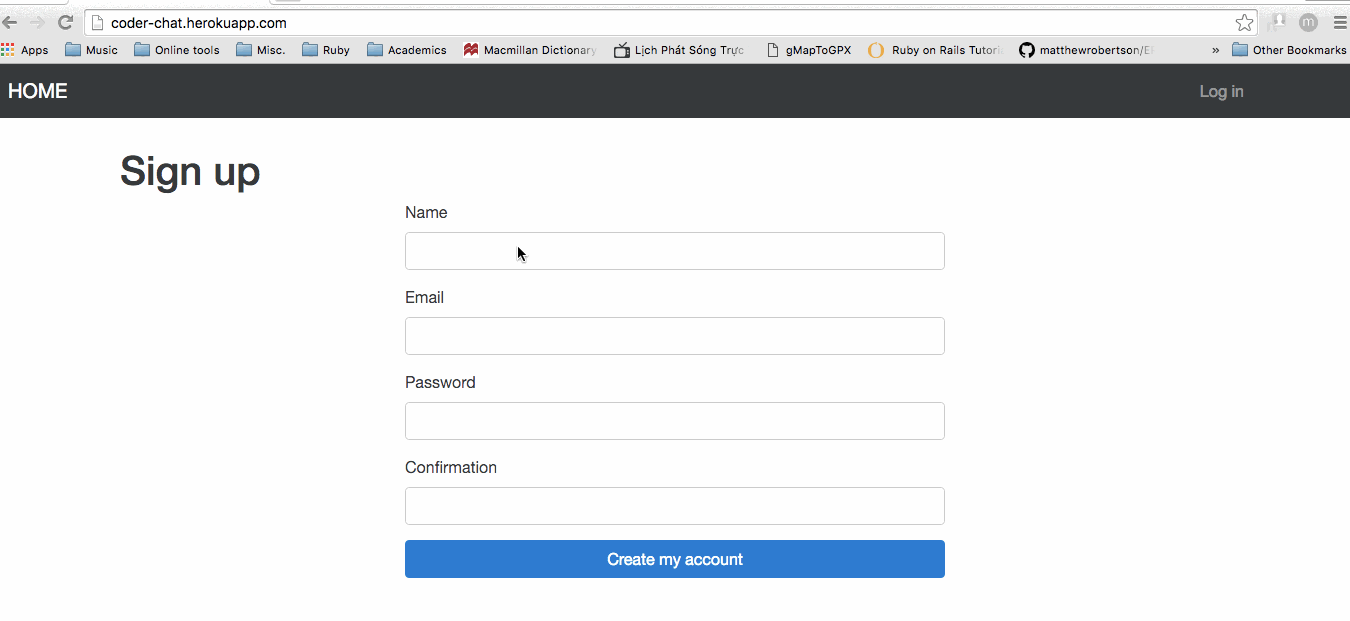 coder-chat.herokuapp.com
m
Apps Music Online tools Misc. Ruby Academics Macmillan Dictionary Lịch Phát Sóng Trực gMapToGPX Ruby on Rails Tutori matthewrobertson/E » Other Bookmarks
HOME Log in
Sign up
Name
Email
Password
Confirmation
Create my account